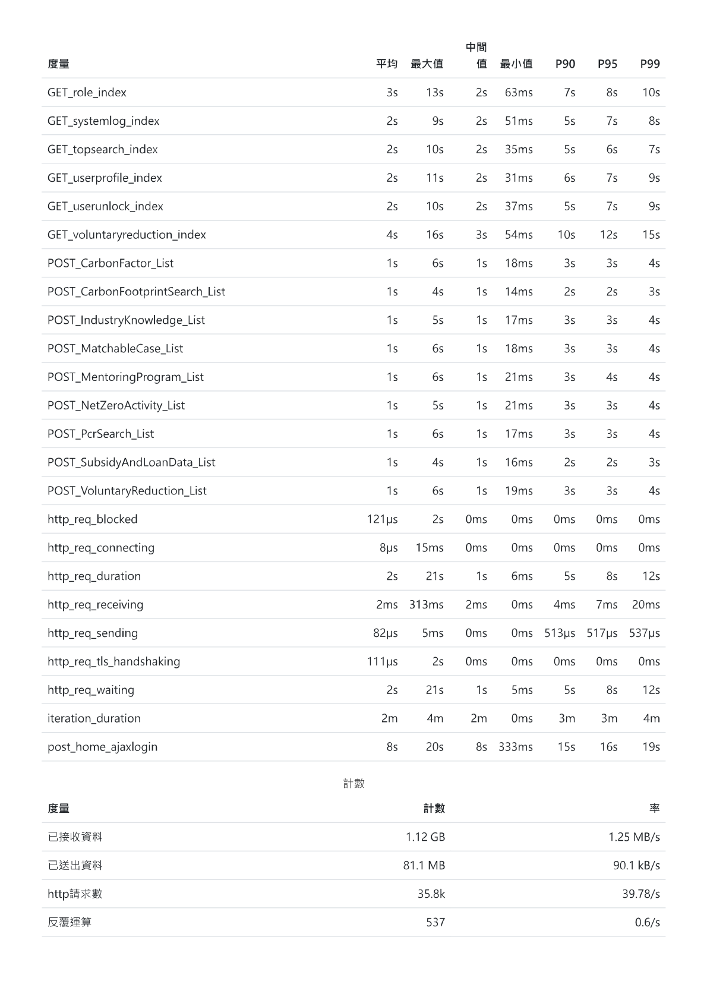 度量 平均 最大值 中間值 最小值 P90 P95 P99
GET_role_index 3s 13s 2s 63ms 7s 8s 10s
GET_systemlog_index 2s 9s 2s 51ms 5s 7s 8s
GET_topsearch_index 2s 10s 2s 35ms 5s 6s 7s
GET_userprofile_index 2s 11s 2s 31ms 6s 7s 9s
GET_userunlock_index 2s 10s 2s 37ms 5s 7s 9s
GET_voluntaryreduction_index 4s 16s 3s 54ms 10s 12s 15s
POST_CarbonFactor_List 1s 6s 1s 18ms 3s 3s 4s
POST_CarbonFootprintSearch_List 1s 4s 1s 14ms 2s 2s 3s
POST_IndustryKnowledge_List 1s 5s 1s 17ms 3s 3s 4s
POST_MatchableCase_List 1s 6s 1s 18ms 3s 3s 4s
POST_MentoringProgram_List 1s 6s 1s 21ms 3s 4s 4s
POST_NetZeroActivity_List 1s 5s 1s 21ms 3s 3s 4s
POST_PcrSearch_List 1s 6s 1s 17ms 3s 3s 4s
POST_SubsidyAndLoanData_List 1s 4s 1s 16ms 2s 2s 3s
POST_VoluntaryReduction_List 1s 6s 1s 19ms 3s 3s 4s
http_req_blocked 121µs 2s 0ms 0ms 0ms 0ms 0ms
http_req_connecting 8µs 15ms 0ms 0ms 0ms 0ms 0ms
http_req_duration 2s 21s 1s 6ms 5s 8s 12s
http_req_receiving 2ms 313ms 2ms 0ms 4ms 7ms 20ms
http_req_sending 82µs 5ms 0ms 0ms 513µs 517µs 537µs
http_req_tls_handshaking 111µs 2s 0ms 0ms 0ms 0ms 0ms
http_req_waiting 2s 21s 1s 5ms 5s 8s 12s
iteration_duration 2m 4m 2m 0ms 3m 3m 4m
post_home_ajaxlogin 8s 20s 8s 333ms 15s 16s 19s
計數
度量 計數 率
已接收資料 1.12 GB 1.25 MB/s
已送出資料 81.1 MB 90.1 kB/s
http請求數 35.8k 39.78/s
反覆運算 537 0.6/s